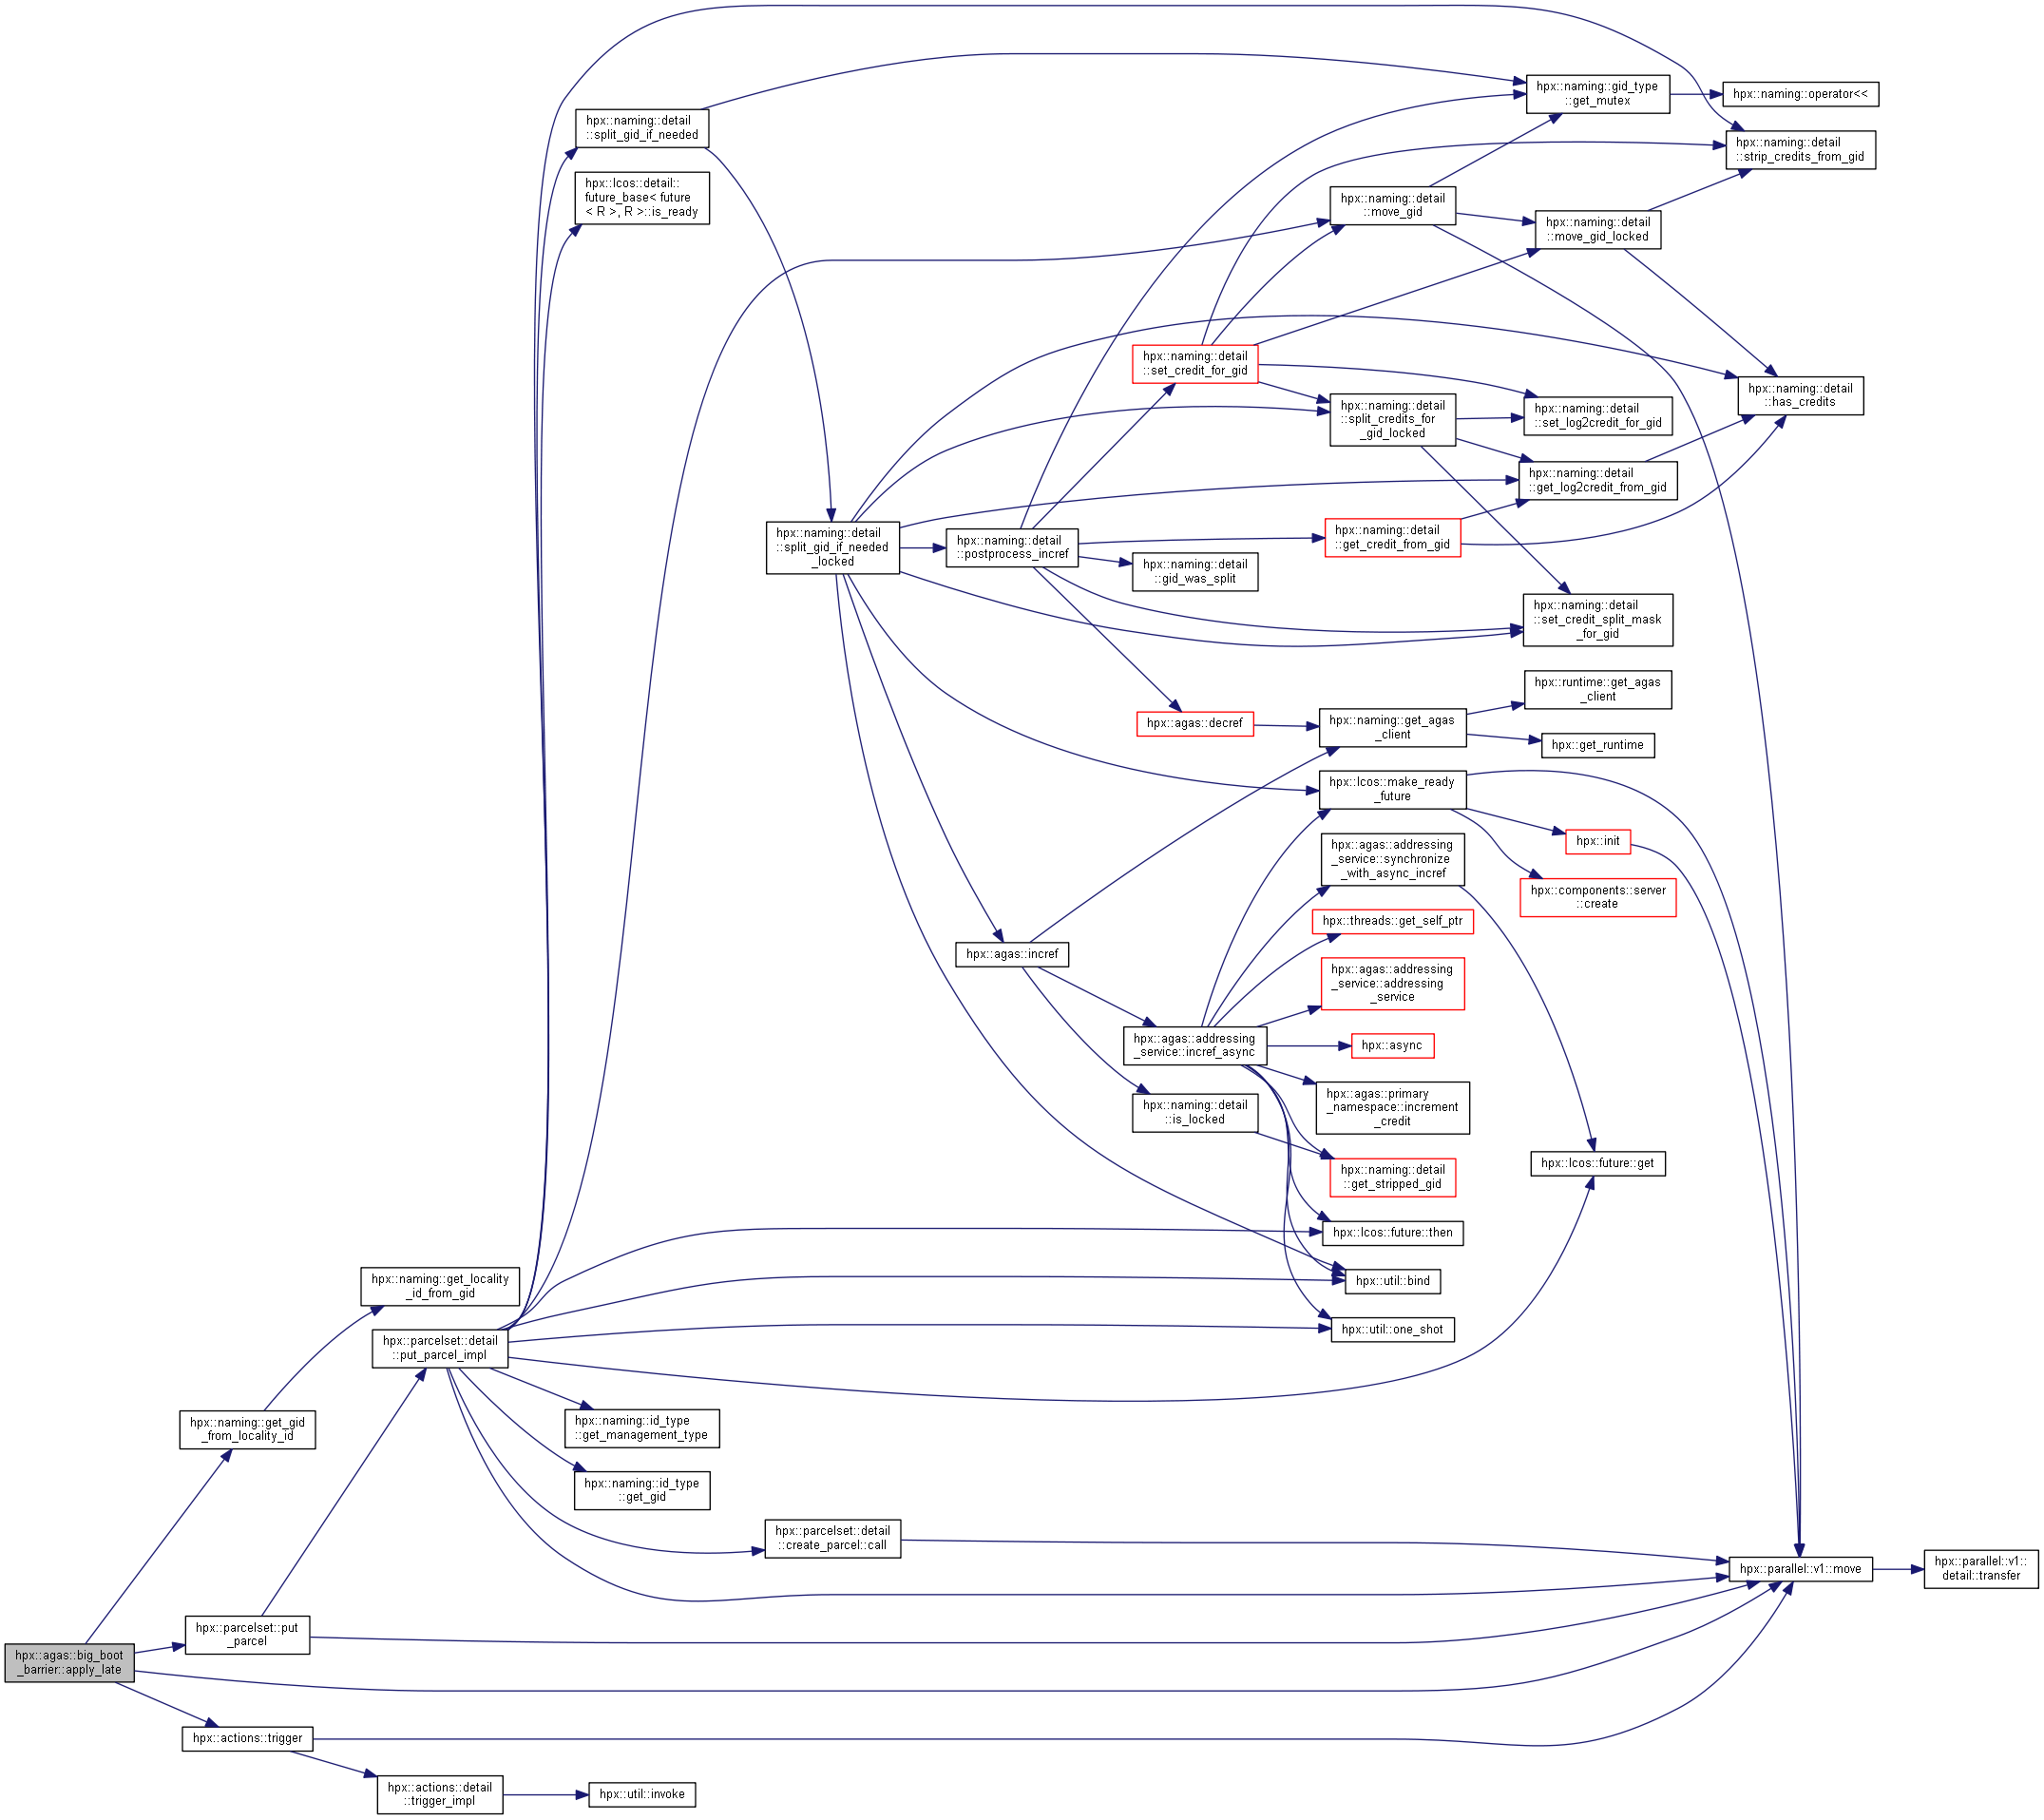 hpx::naming::gid_type
::get_mutex
hpx::naming::operator<<
hpx::naming::detail
::split_gid_if_needed
hpx::naming::detail
::strip_credits_from_gid
hpx::lcos::detail::
future_base< future
< R >, R >::is_ready
hpx::naming::detail
::move_gid
hpx::naming::detail
::move_gid_locked
hpx::naming::detail
::set_credit_for_gid
hpx::naming::detail
::has_credits
hpx::naming::detail
::split_credits_for
_gid_locked
hpx::naming::detail
::set_log2credit_for_gid
hpx::naming::detail
::get_log2credit_from_gid
hpx::naming::detail
::split_gid_if_needed
_locked
hpx::naming::detail
::postprocess_incref
hpx::naming::detail
::get_credit_from_gid
hpx::naming::detail
::gid_was_split
hpx::naming::detail
::set_credit_split_mask
_for_gid
hpx::runtime::get_agas
_client
hpx::agas::decref
hpx::naming::get_agas
_client
hpx::get_runtime
hpx::lcos::make_ready
_future
hpx::init
hpx::agas::addressing
_service::synchronize
_with_async_incref
hpx::components::server
::create
hpx::threads::get_self_ptr
hpx::agas::incref
hpx::agas::addressing
_service::addressing
_service
hpx::agas::addressing
_service::incref_async
hpx::async
hpx::agas::primary
_namespace::increment
_credit
hpx::naming::detail
::is_locked
hpx::lcos::future::get
hpx::naming::detail
::get_stripped_gid
hpx::lcos::future::then
hpx::naming::get_locality
_id_from_gid
hpx::util::bind
hpx::util::one_shot
hpx::parcelset::detail
::put_parcel_impl
hpx::naming::get_gid
_from_locality_id
hpx::naming::id_type
::get_management_type
hpx::naming::id_type
::get_gid
hpx::parcelset::detail
::create_parcel::call
hpx::parallel::v1::move
hpx::parallel::v1::
detail::transfer
hpx::parcelset::put
_parcel
hpx::agas::big_boot
_barrier::apply_late
hpx::actions::trigger
hpx::actions::detail
::trigger_impl
hpx::util::invoke